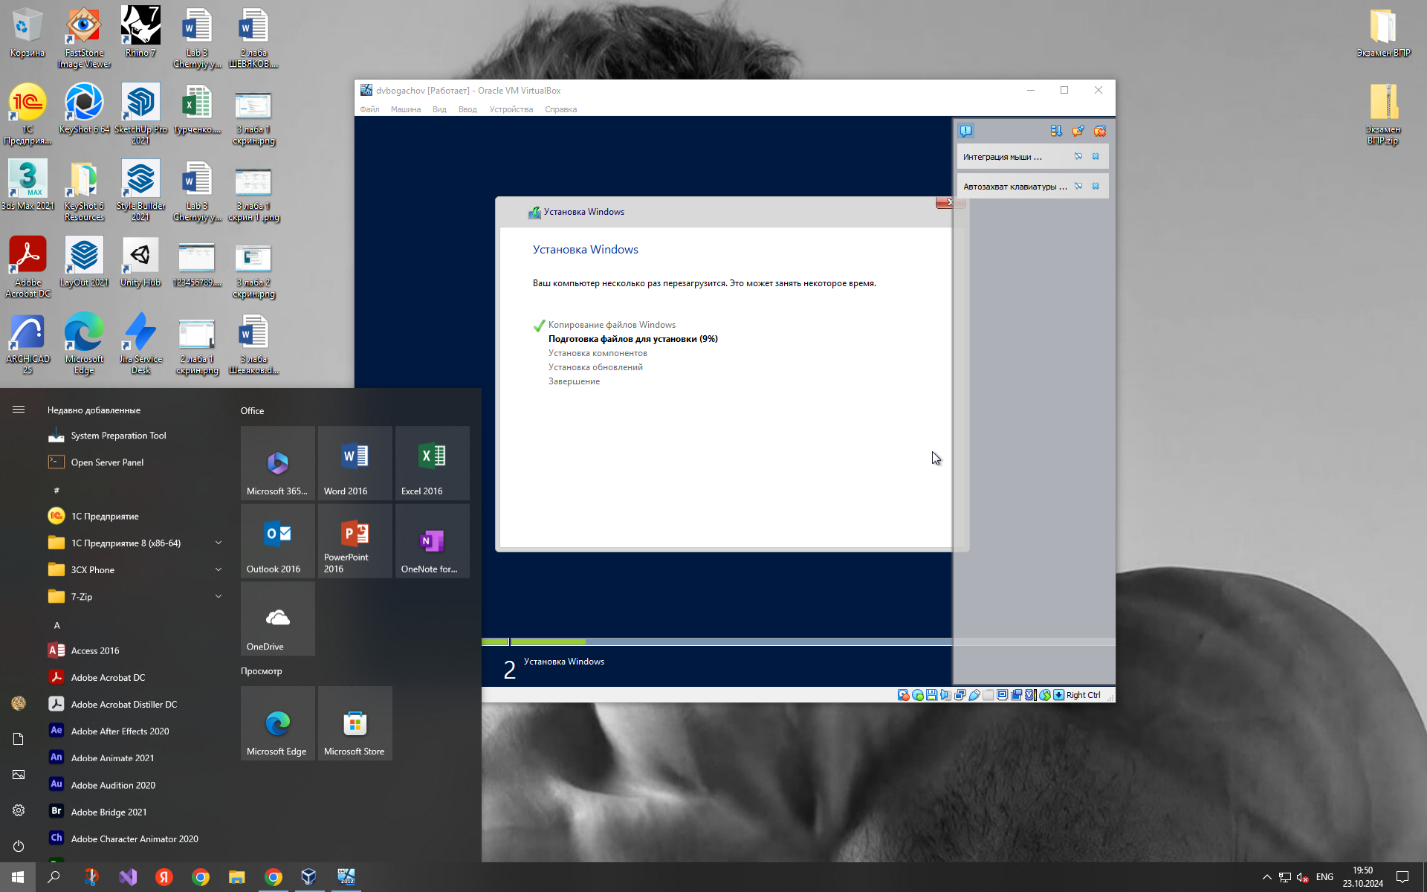 Корзина
FastStone
Image Viewer
7
Rhino 7
Lab 3
Chernyiy y...
2 лаба
ШЕВЯКОВ....
1С
Предприя...
KeyShot 6 64
SketchUp Pro
2021
Турченко....
3 лаба 1
скрин.png
3ds Max 2021
KeyShot 6
Resources
Style Builder
2021
Lab 3
Chernyiy y...
3 лаба 1
скрин 1 .png
Adobe
Acrobat DC
LayOut 2021
Unity Hub
123456789....
3 лаба 2
скрин.png
ARCHICAD
25
Microsoft
Edge
Jira Service
Desk
2 лаба 1
скрин.png
3 лаба
Шевяков.d...
Экзамен ВПР
Экзамен
ВПР.zip
dvbogachov [Работает] - Oracle VM VirtualBox
Файл Машина Вид Ввод Устройства Справка
Интеграция мыши ...
Автозахват клавиатуры ...
Установка Windows
Установка Windows
Ваш компьютер несколько раз перезагрузится. Это может занять некоторое время.
Копирование файлов Windows
Подготовка файлов для установки (9%)
Установка компонентов
Установка обновлений
Завершение
2 Установка Windows
Right Ctrl
Недавно добавленные
System Preparation Tool
Open Server Panel
#
1С Предприятие
1С Предприятие 8 (x86-64)
3CX Phone
7-Zip
A
Access 2016
Adobe Acrobat DC
Adobe Acrobat Distiller DC
Adobe After Effects 2020
Adobe Animate 2021
Adobe Audition 2020
Adobe Bridge 2021
Adobe Character Animator 2020
Office
Microsoft 365...
Word 2016
Excel 2016
Outlook 2016
PowerPoint
2016
OneNote for...
OneDrive
Просмотр
Microsoft Edge
Microsoft Store
ENG
19:50
23.10.2024